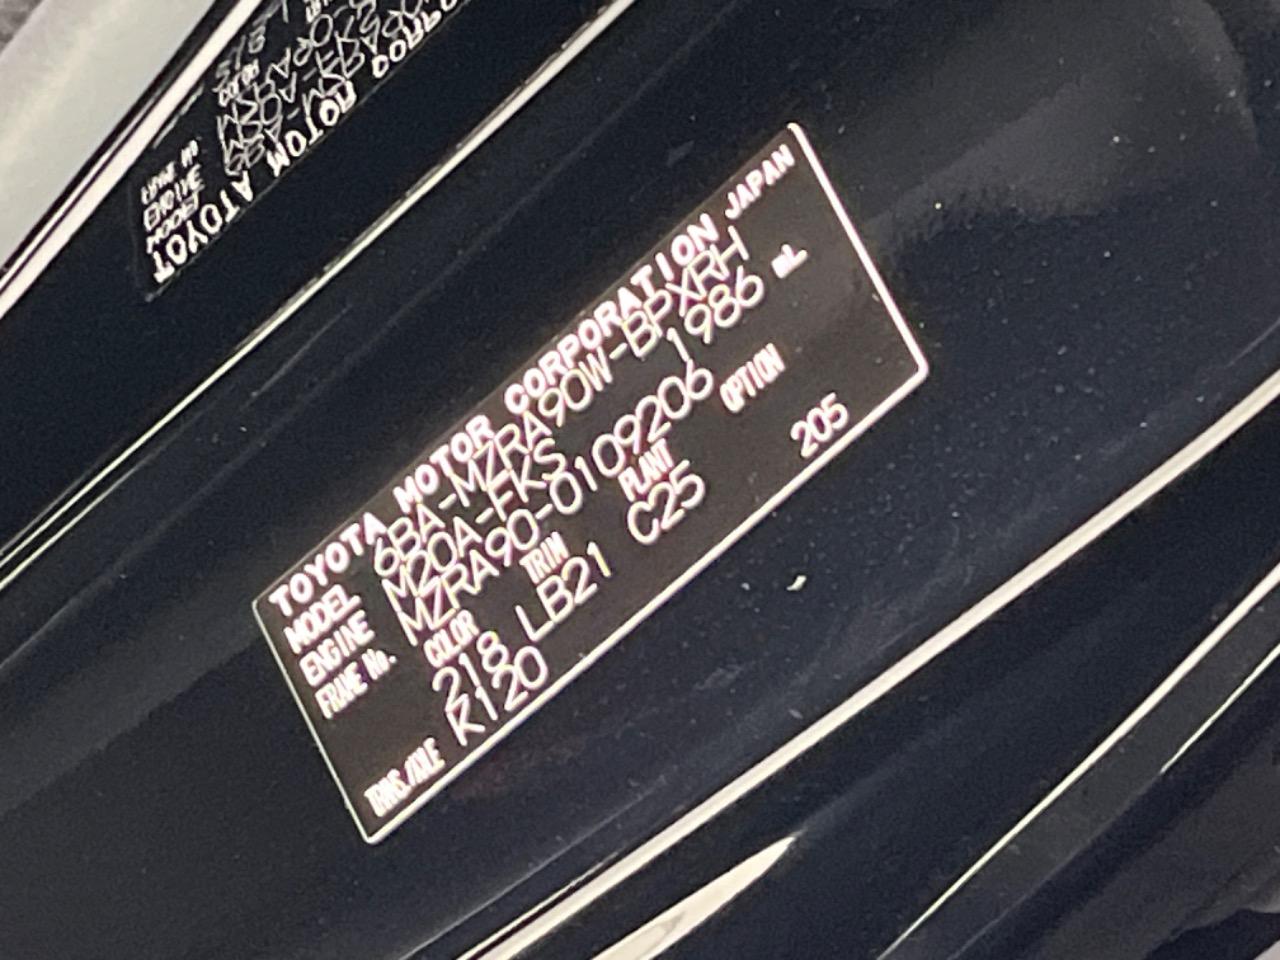 TOYOTA MOTOR CORPORATION JAPAN
MODEL 6BA-MZRA90W-BPXRH
ENGINE M20A-FKS 1986 mL
FRAME No. MZRA90-0109206
COLOR TRIM PLANT OPTION
218 LB21 C25 205
TRANS./AXLE K120